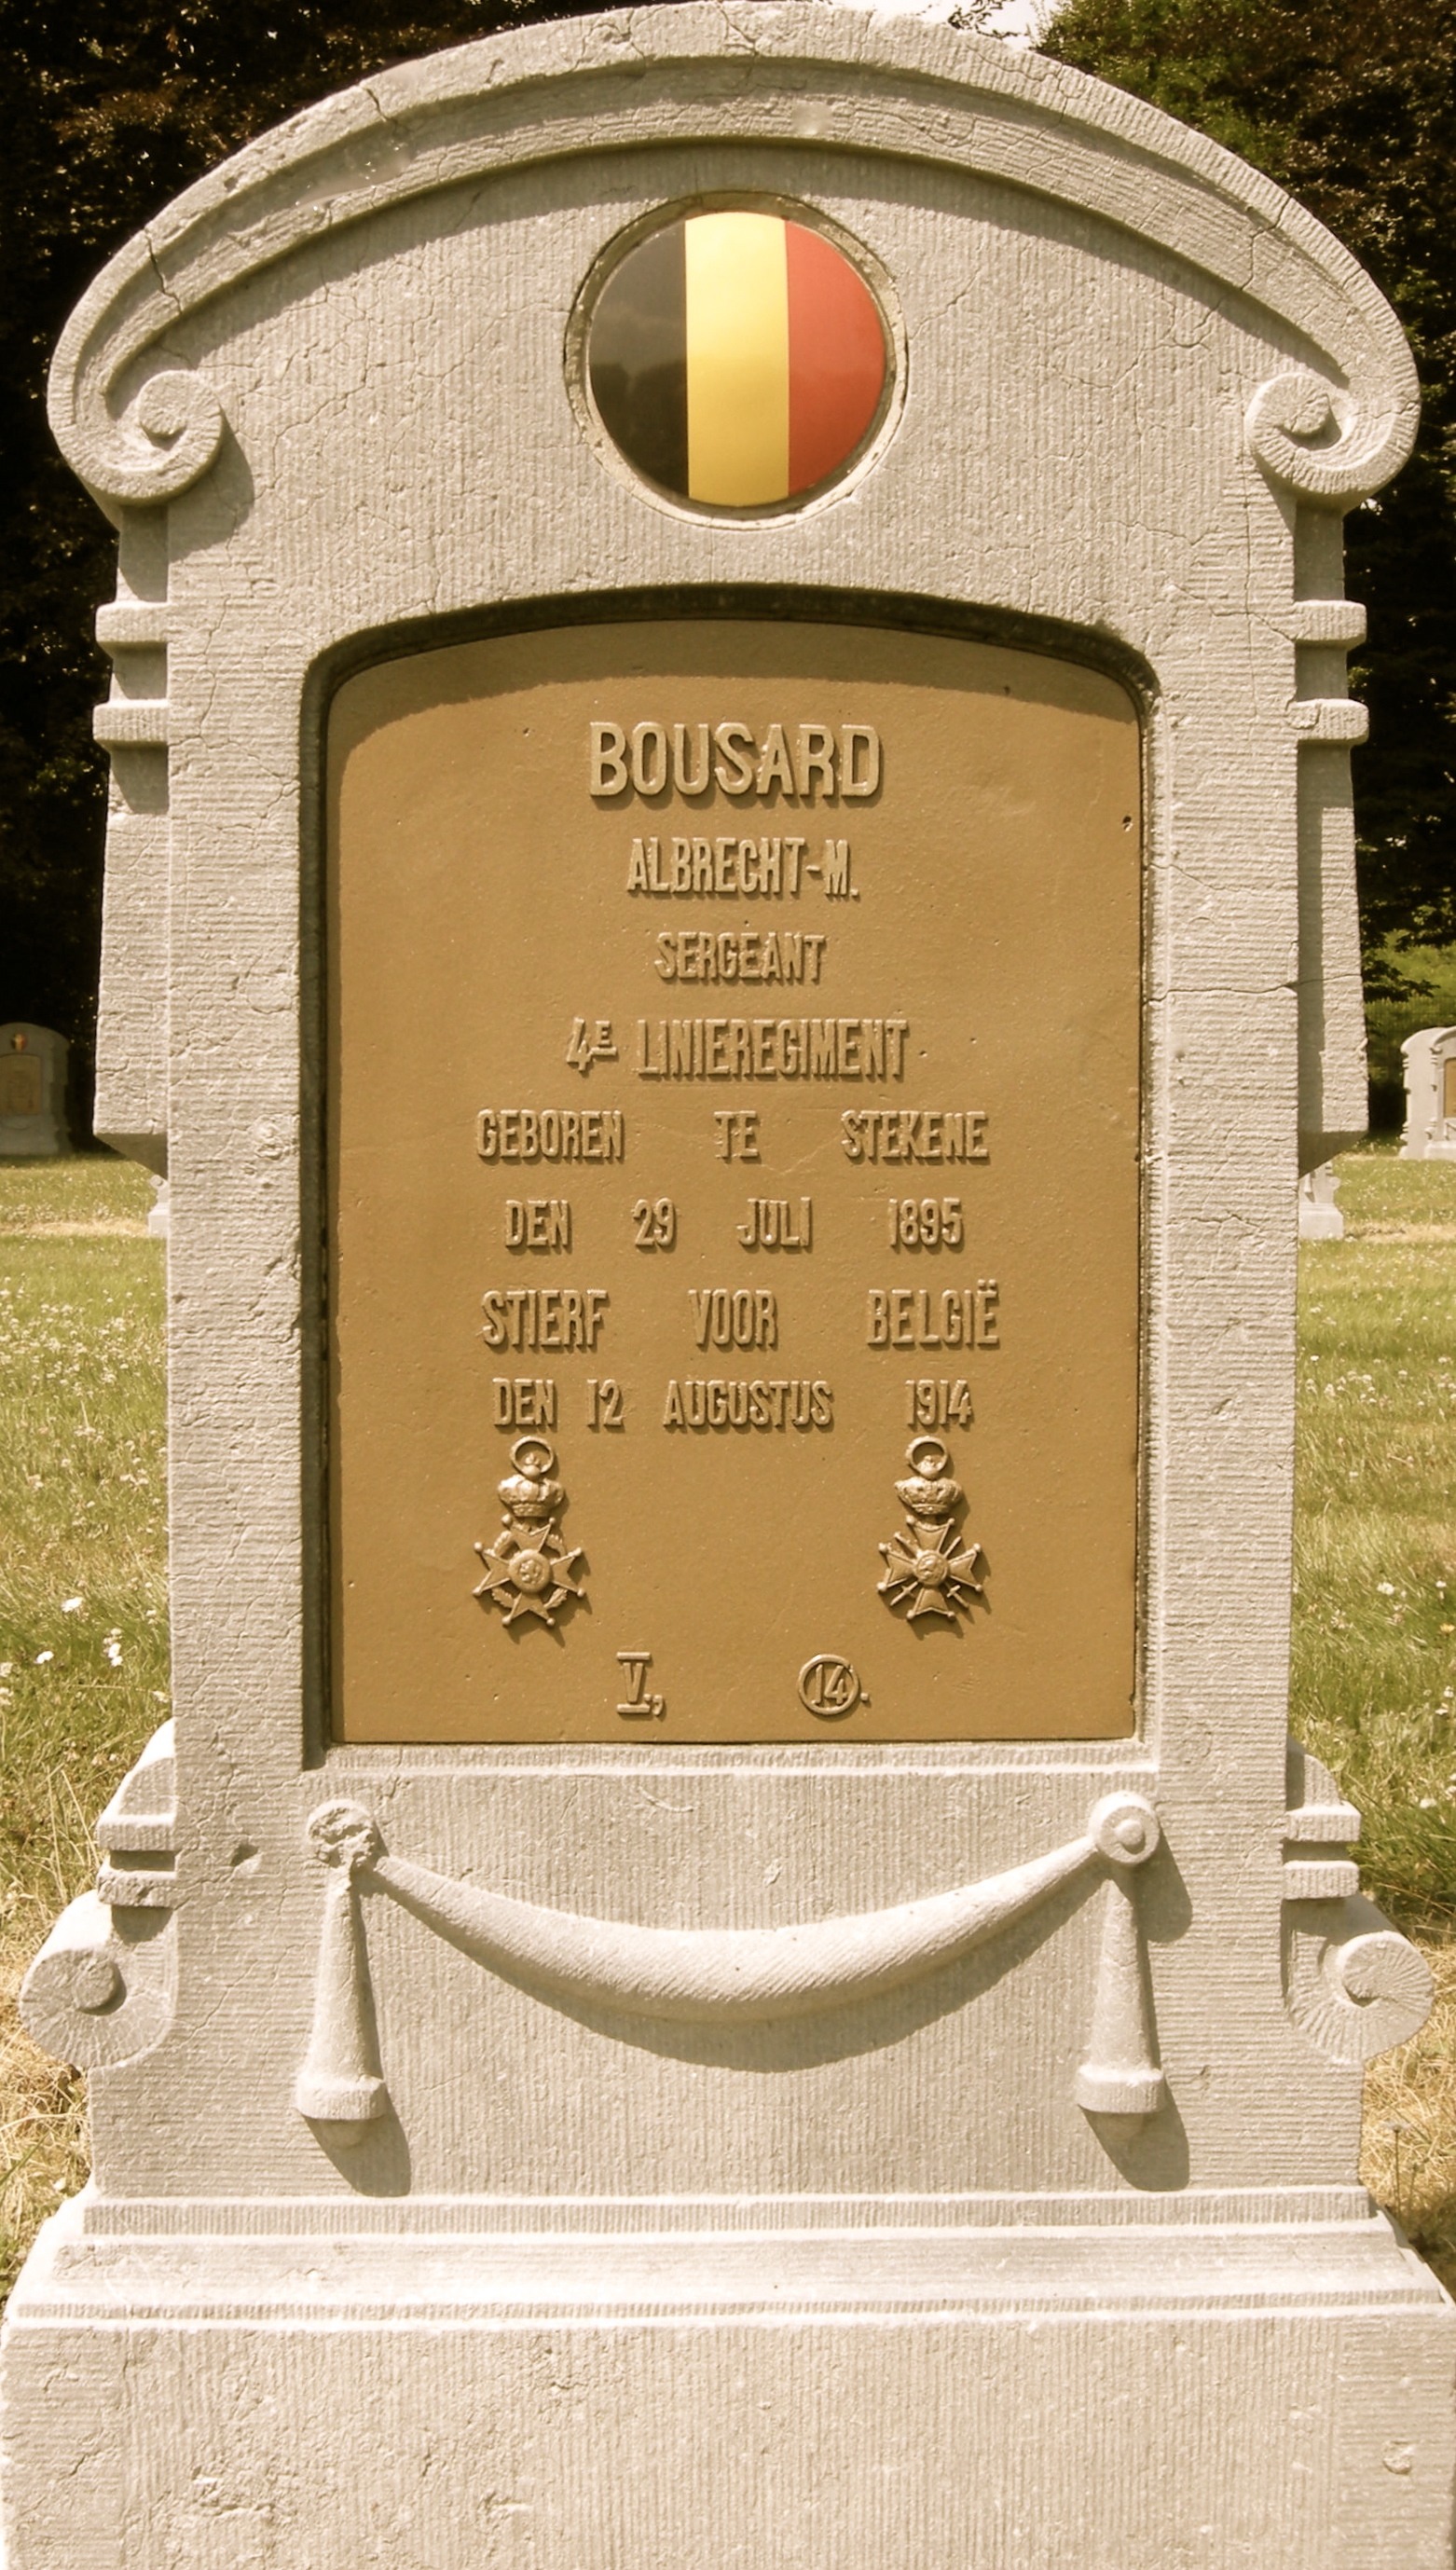 BOUSARD
ALBRECHT-M.
SERGEANT
4E LINIEREGIMENT
GEBOREN TE STEKENE
DEN 29 JULI 1895
STIERF VOOR BELGIË
DEN 12 AUGUSTUS 1914
V., 14.